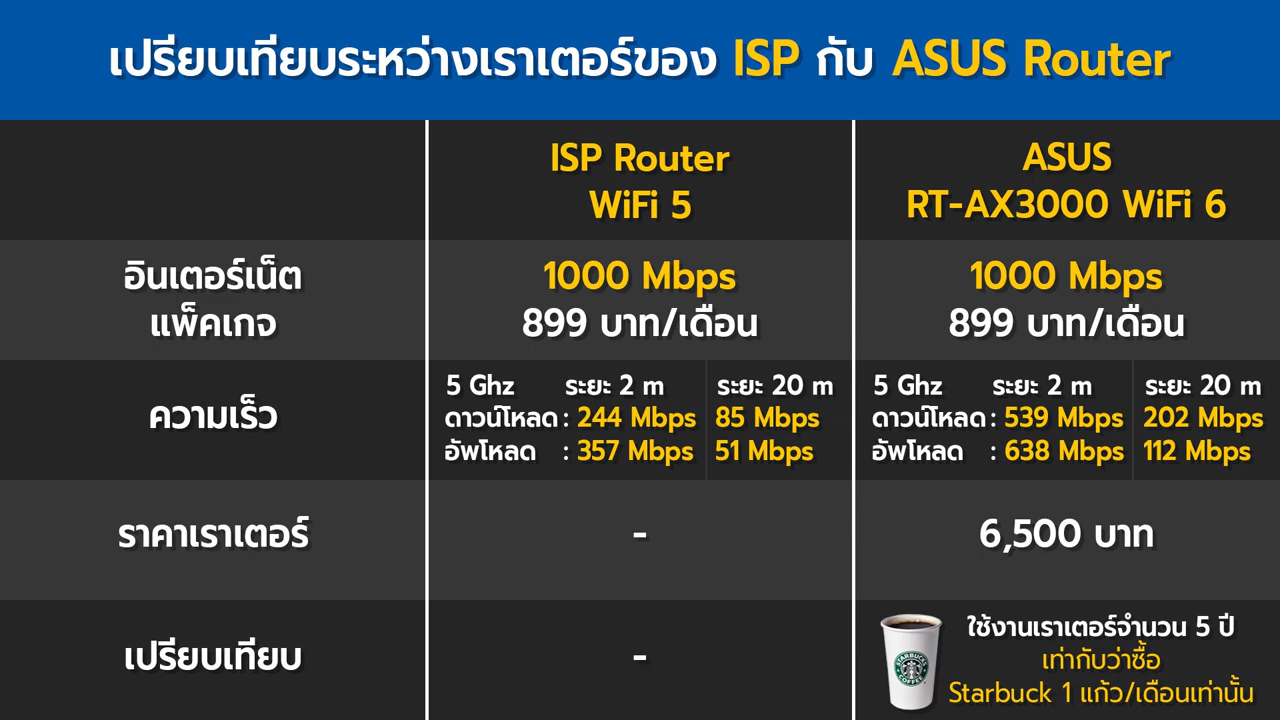 เปรียบเทียบระหว่างเราเตอร์ของ ISP กับ ASUS Router
ISP Router
WiFi 5
ASUS
RT-AX3000 WiFi 6
อินเตอร์เน็ต
แพ็คเกจ
1000 Mbps
899 บาท/เดือน
1000 Mbps
899 บาท/เดือน
ความเร็ว
5 Ghz ระยะ 2 m ระยะ 20 m
ดาวน์โหลด : 244 Mbps 85 Mbps
อัพโหลด : 357 Mbps 51 Mbps
5 Ghz ระยะ 2 m ระยะ 20 m
ดาวน์โหลด : 539 Mbps 202 Mbps
อัพโหลด : 638 Mbps 112 Mbps
ราคาเราเตอร์
-
6,500 บาท
เปรียบเทียบ
-
STARBUCKS
COFFEE
ใช้งานเราเตอร์จำนวน 5 ปี
เท่ากับว่าซื้อ
Starbuck 1 แก้ว/เดือนเท่านั้น